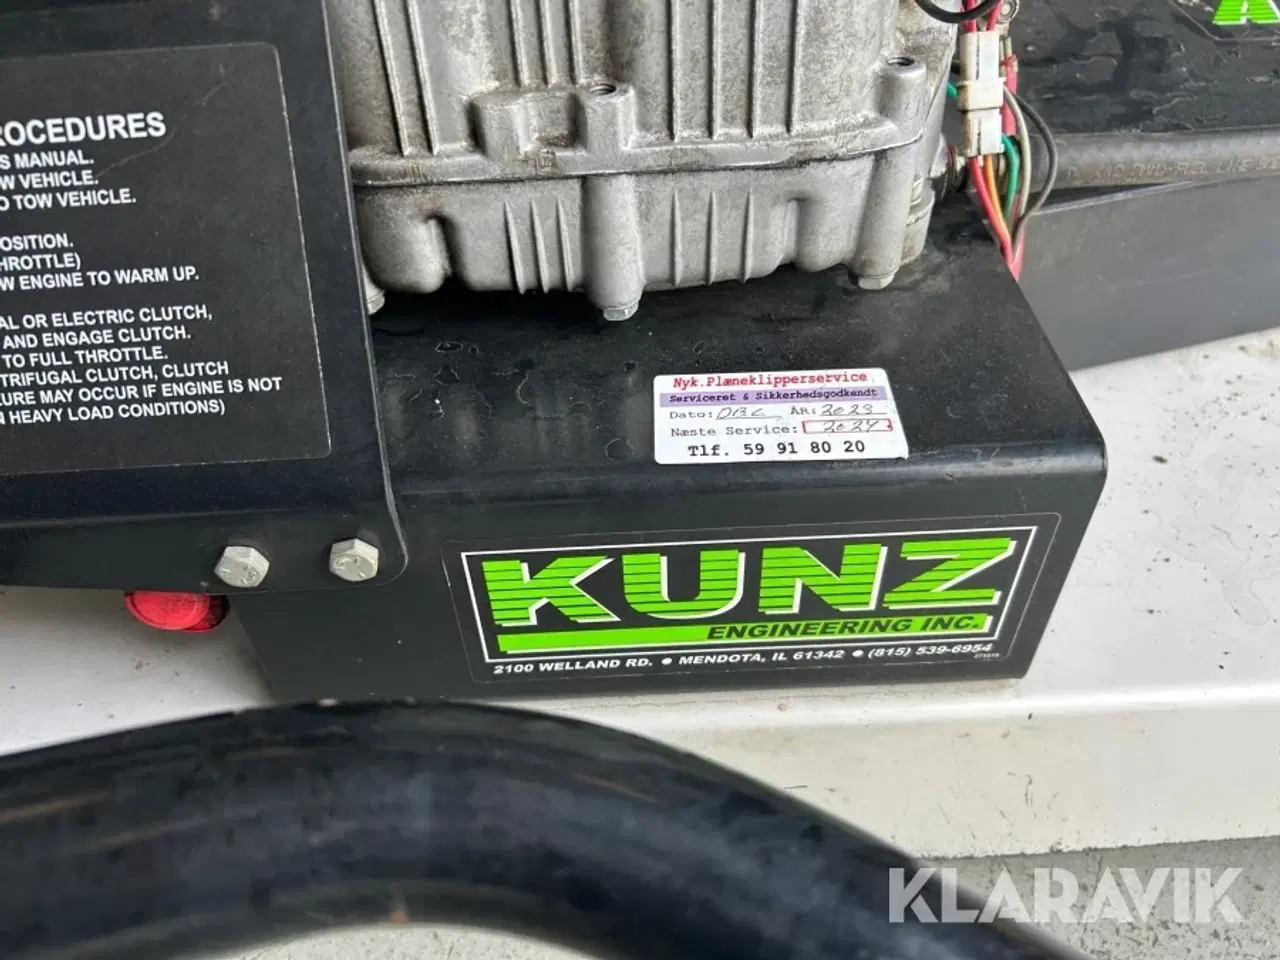 ROCEDURES
S MANUAL.
OW VEHICLE.
O TOW VEHICLE.
OSITION.
HROTTLE)
W ENGINE TO WARM UP.
AL OR ELECTRIC CLUTCH,
AND ENGAGE CLUTCH.
TO FULL THROTTLE.
TRIFUGAL CLUTCH, CLUTCH
LURE MAY OCCUR IF ENGINE IS NOT
N HEAVY LOAD CONDITIONS)
Nyk.Plæneklipperservice
Serviceret & Sikkerhedsgodkendt
Dato: ÅR: 2023
Næste Service: 2024
Tlf. 59 91 80 20
KUNZ
ENGINEERING INC.
2100 WELLAND RD. ● MENDOTA, IL 61342 ● (815) 539-6954
A
KLARAVIK